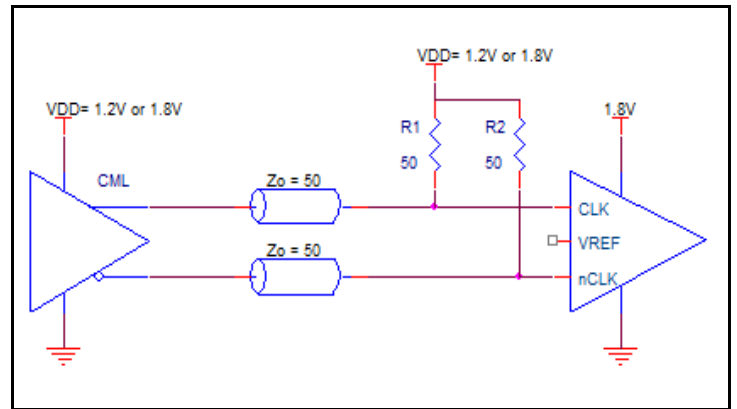 VDD= 1.2V or 1.8V
VDD= 1.2V or 1.8V
1.8V
R1
R2
50
50
CML
Zo = 50
Zo = 50
CLK
VREF
nCLK